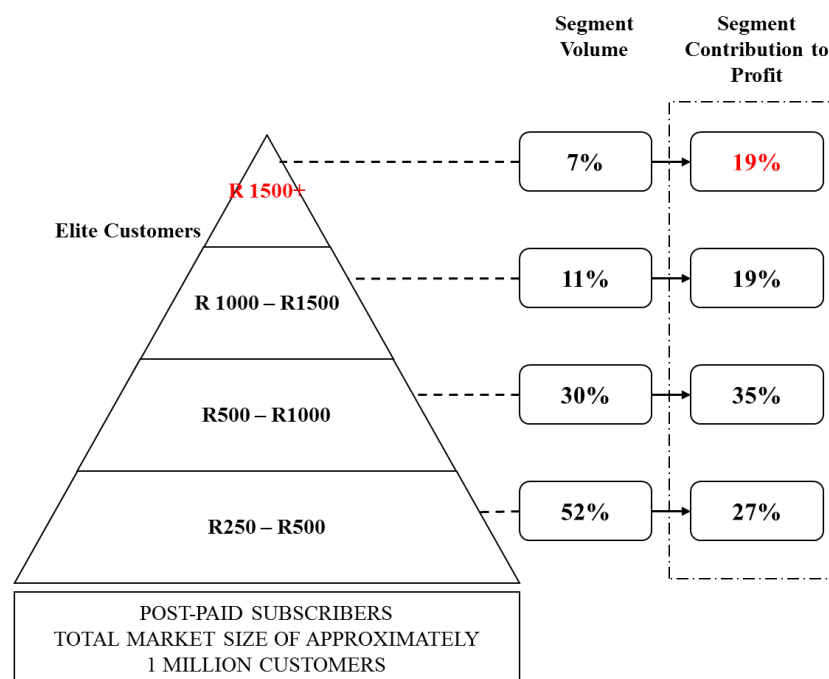 Segment
Volume
Segment
Contribution to
Profit
R 1500+
7%
19%
Elite Customers
R 1000 – R1500
11%
19%
R500 – R1000
30%
35%
R250 – R500
52%
27%
POST-PAID SUBSCRIBERS
TOTAL MARKET SIZE OF APPROXIMATELY
1 MILLION CUSTOMERS